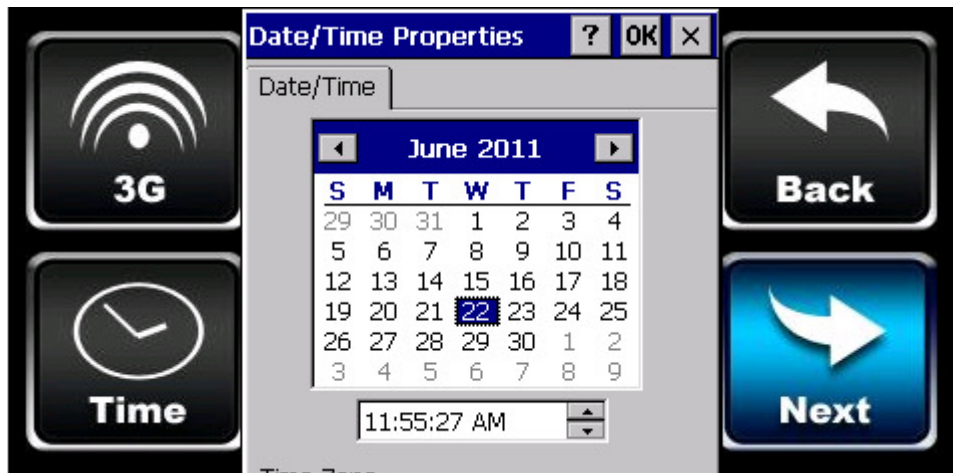 Date/Time Properties ? OK ×
Date/Time
June 2011
S M T W T F S
29 30 31 1 2 3 4
5 6 7 8 9 10 11
12 13 14 15 16 17 18
19 20 21 22 23 24 25
26 27 28 29 30 1 2
3 4 5 6 7 8 9
11:55:27 AM
Time Zone
3G
Time
Back
Next